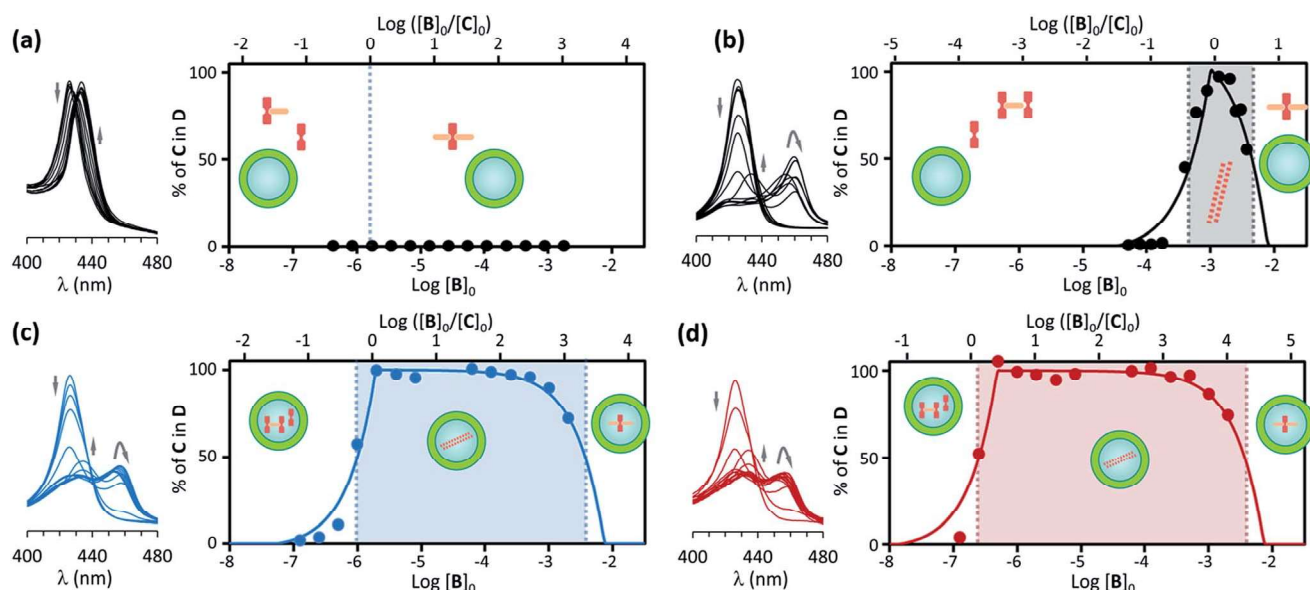 (a)
Log ([B]₀/[C]₀)
-2 -1 0 1 2 3 4
% of C in D
100
50
0
-8 -7 -6 -5 -4 -3 -2
Log [B]₀
400 440 480
λ (nm)
(b)
Log ([B]₀/[C]₀)
-5 -4 -3 -2 -1 0 1
% of C in D
100
50
0
-8 -7 -6 -5 -4 -3 -2
Log [B]₀
400 440 480
λ (nm)
(c)
Log ([B]₀/[C]₀)
-2 -1 0 1 2 3 4
% of C in D
100
50
0
-8 -7 -6 -5 -4 -3 -2
Log [B]₀
400 440 480
λ (nm)
(d)
Log ([B]₀/[C]₀)
-1 0 1 2 3 4 5
% of C in D
100
50
0
-8 -7 -6 -5 -4 -3 -2
Log [B]₀
400 440 480
λ (nm)